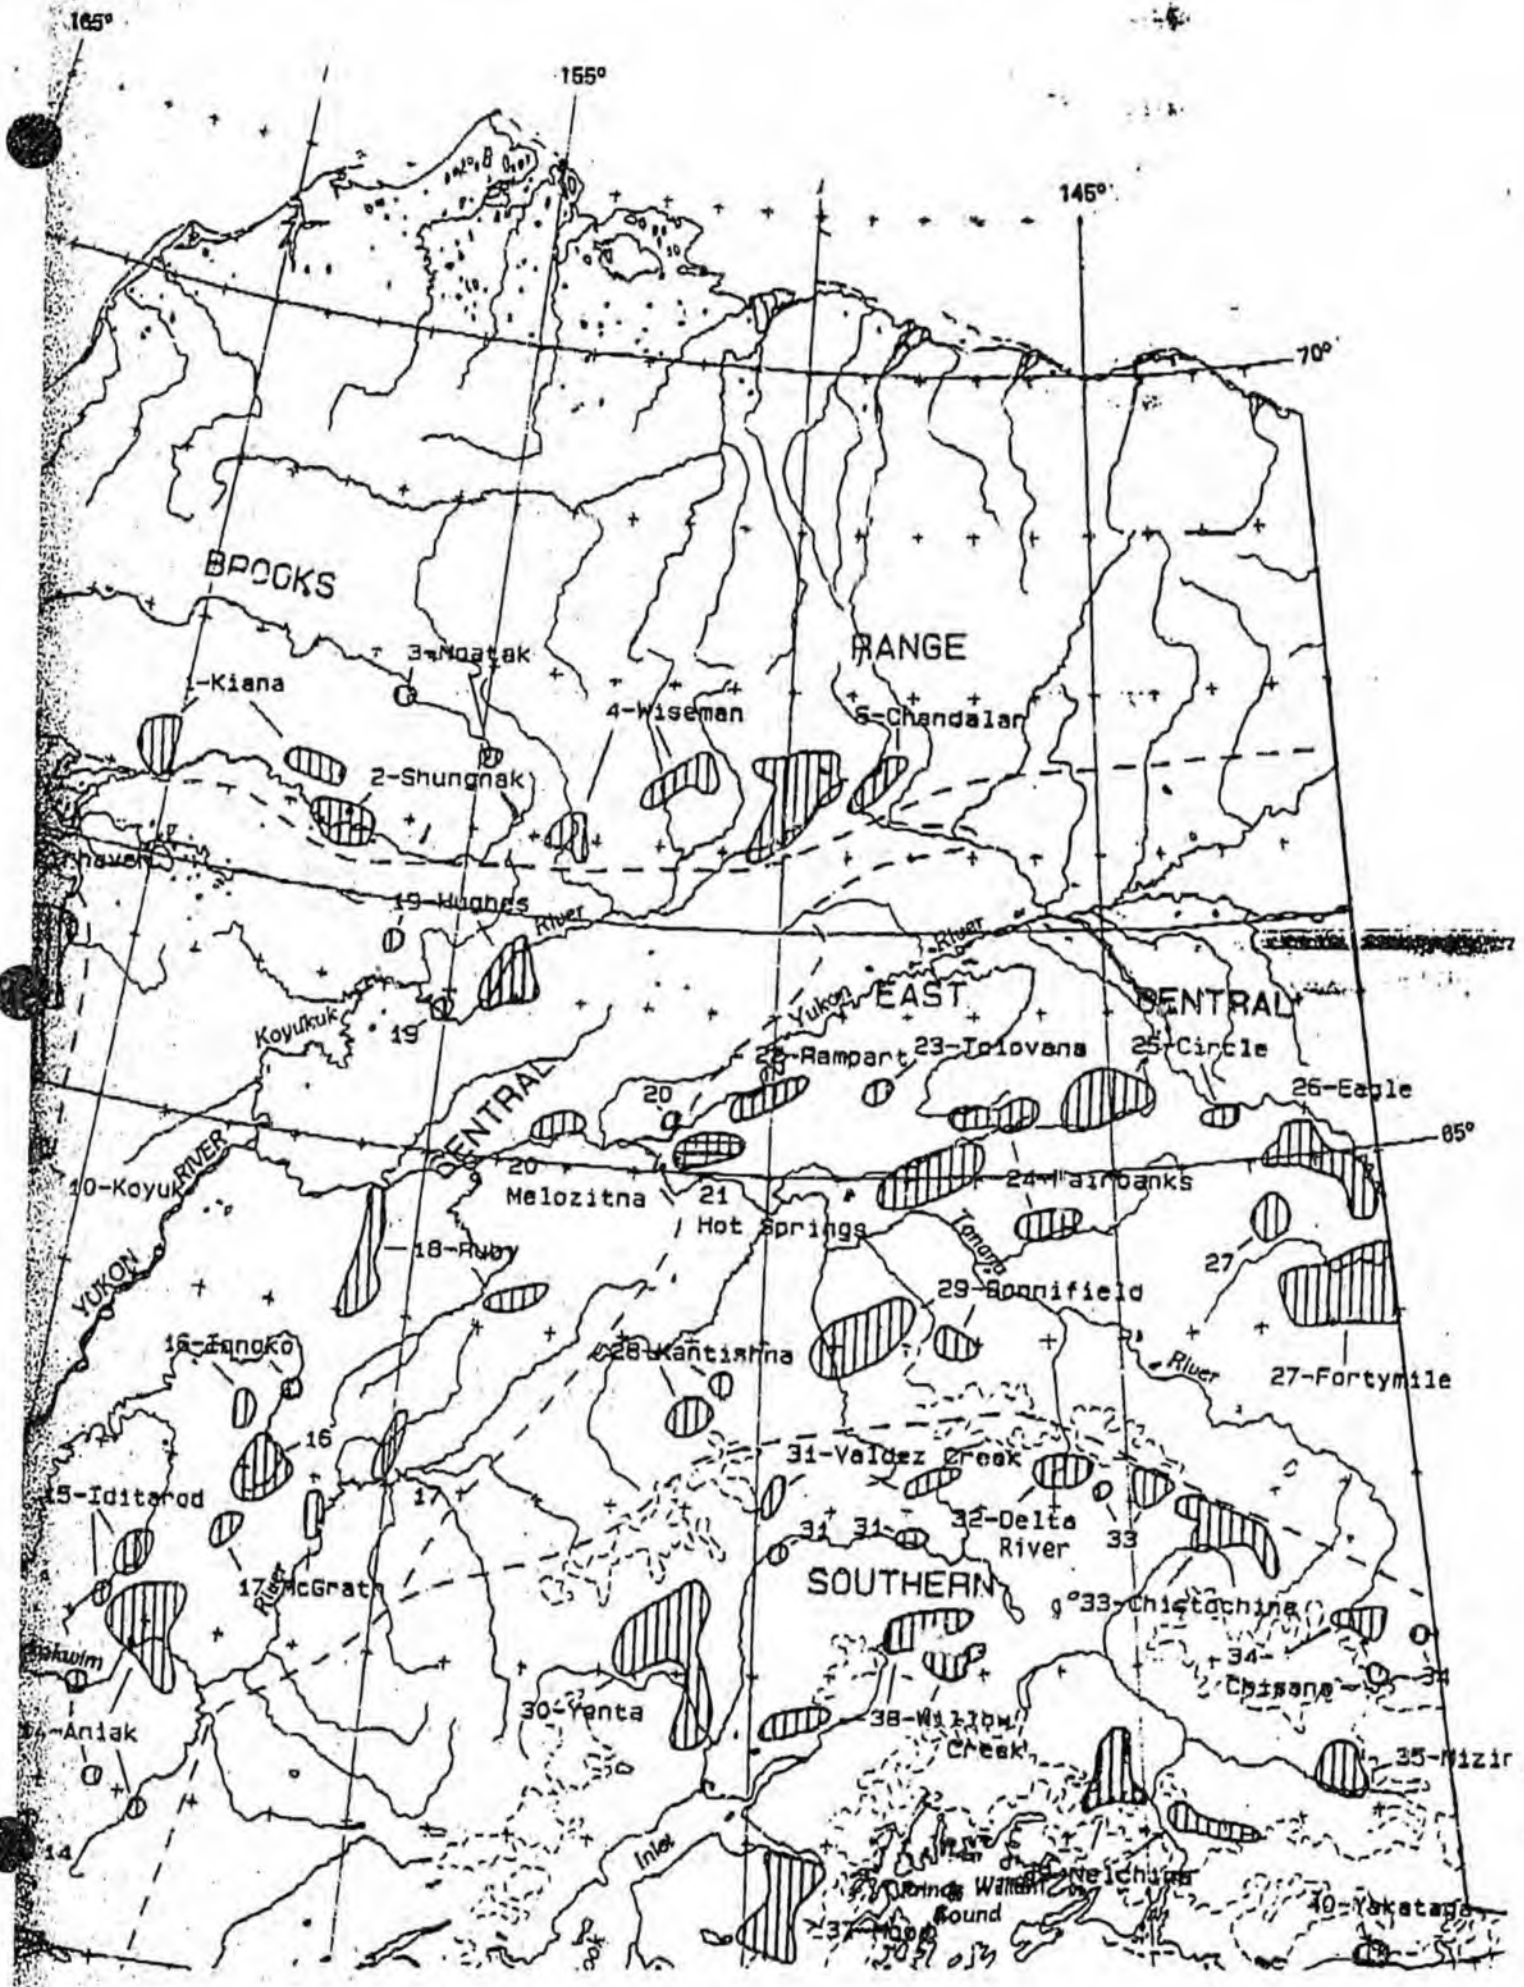 165°
155°
145°
70°
BROOKS
RANGE
3-Noatak
1-Kiana
4-Wiseman
5-Chandalar
2-Shungnak
19-Hughes
River
River
Yukon
EAST
CENTRAL
Koyukuk
19
22-Rampart
23-Tolovana
25-Circle
20
26-Eagle
CENTRAL
65°
RIVER
10-Koyuk
20
Melozitna
21
Hot Springs
24-Fairbanks
18-Ruby
Tanana
27
YUKON
29-Bonnifield
16-Innoko
28-Kantishna
River
27-Fortymile
16
31-Valdez Creek
15-Iditarod
17
31
31
32-Delta
River
33
17-McGrath
River
SOUTHERN
33-Chistochina
34-
Chisana
34
30-Yenta
38-Willow
Creek
-Aniak
35-Nizir
14
Inlet
Nelchina
Prince William
Sound
37-Hope
40-Yakataga